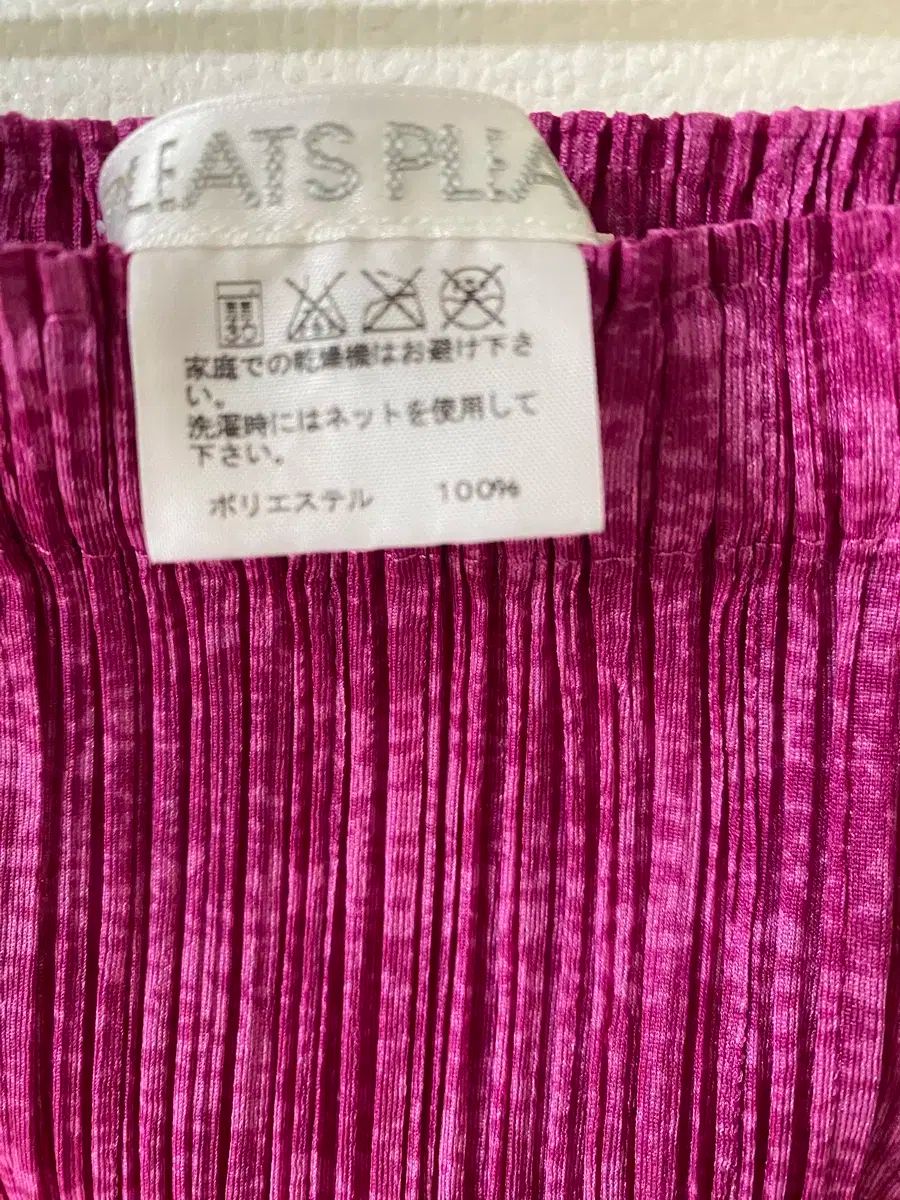 PLEATS PLEA
30
家庭での乾燥機はお避け下さ
い。
洗濯時にはネットを使用して
下さい。
ポリエステル 100%